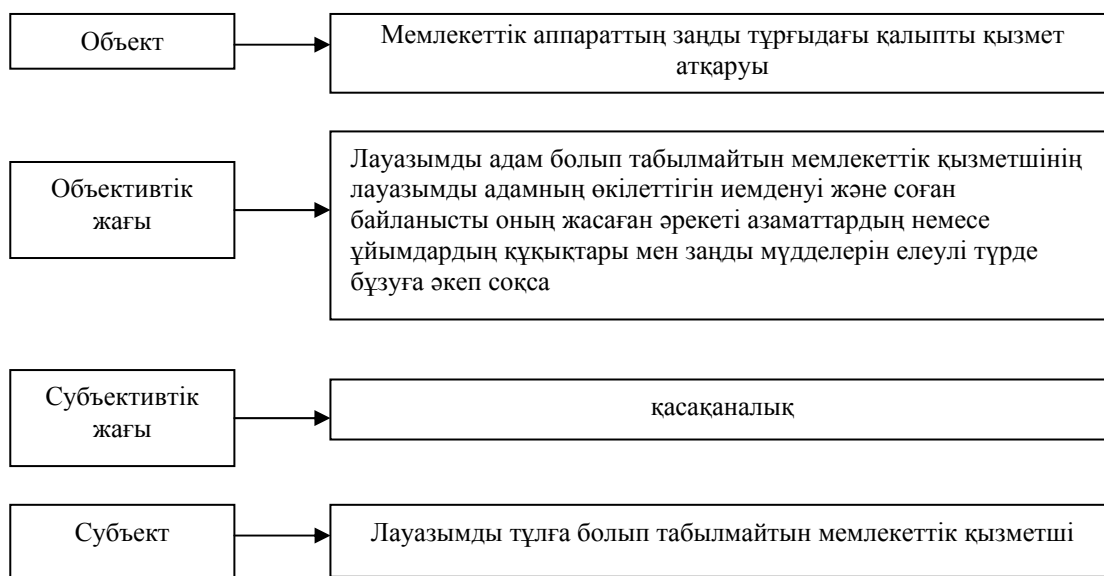 Объект
Мемлекеттік аппараттың заңды тұрғыдағы қалыпты қызмет
атқаруы
Объективтік
жағы
Лауазымды адам болып табылмайтын мемлекеттік қызметшінің
лауазымды адамның өкілеттігін иемденуі және соған
байланысты оның жасаған әрекеті азаматтардың немесе
ұйымдардың құқықтары мен заңды мүдделерін елеулі түрде
бұзуға әкеп соқса
Субъективтік
жағы
қасақаналық
Субъект
Лауазымды тұлға болып табылмайтын мемлекеттік қызметші